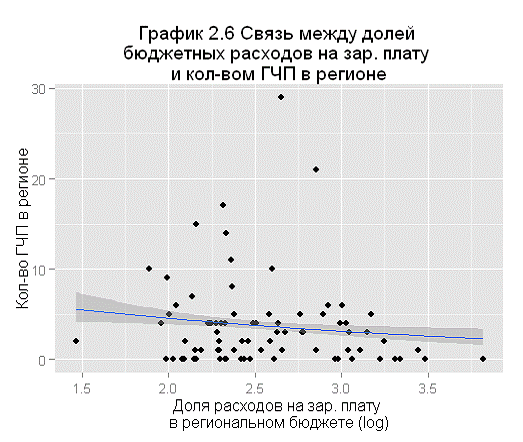 График 2.6 Связь между долей
бюджетных расходов на зар. плату
и кол-вом ГЧП в регионе
Кол-во ГЧП в регионе
30
20
10
0
1.5 2.0 2.5 3.0 3.5
Доля расходов на зар. плату
в региональном бюджете (log)